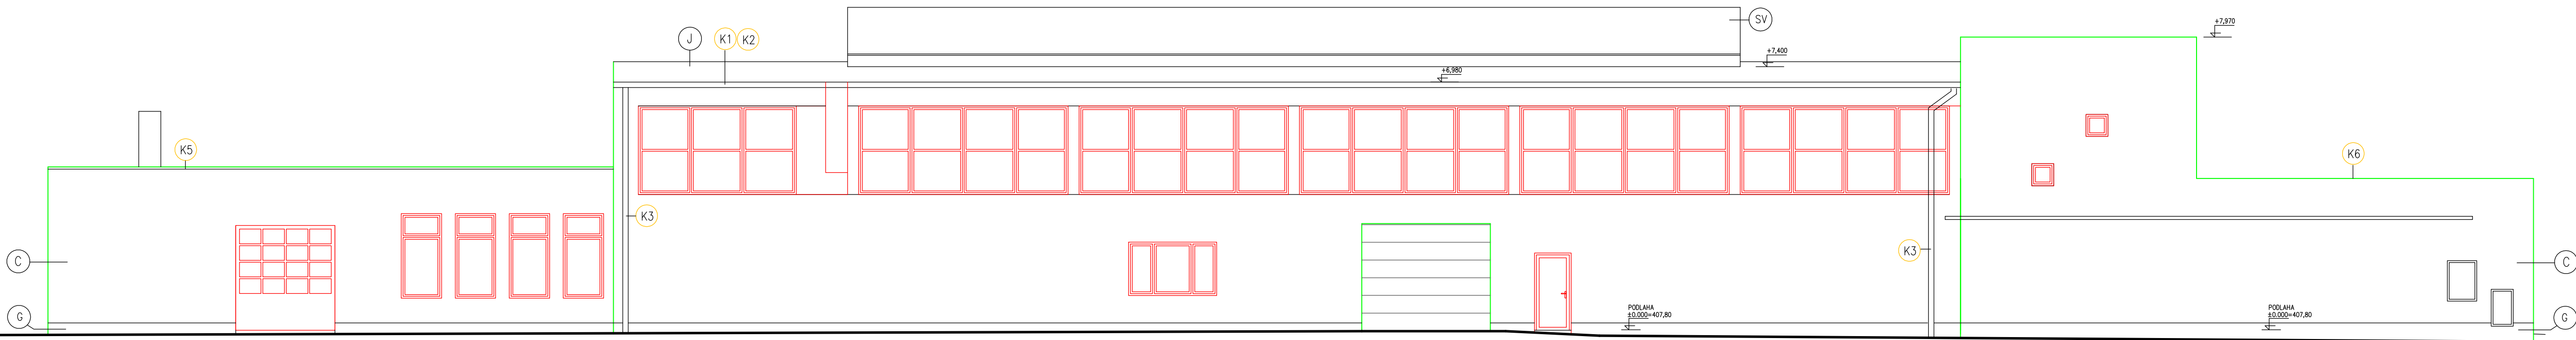 SV
+7,970
J
K1
K2
+7,400
+6,980
K5
K6
K3
K3
C
C
PODLAHA
±0.000=407,80
PODLAHA
±0.000=407,80
G
G